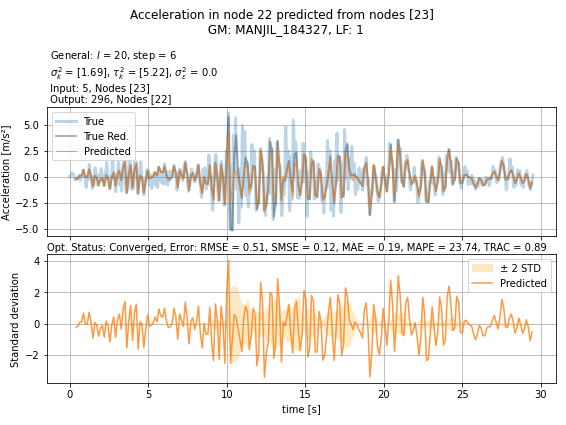 Acceleration in node 22 predicted from nodes [23]
GM: MANJIL_184327, LF: 1
General: l = 20, step = 6
σ²ₖ = [1.69], τ²ₖ = [5.22], σ²ε = 0.0
Input: 5, Nodes [23]
Output: 296, Nodes [22]
Acceleration [m/s²]
5.0
2.5
0.0
−2.5
−5.0
True
True Red.
Predicted
Opt. Status: Converged, Error: RMSE = 0.51, SMSE = 0.12, MAE = 0.19, MAPE = 23.74, TRAC = 0.89
Standard deviation
4
2
0
−2
± 2 STD
Predicted
0 5 10 15 20 25 30
time [s]